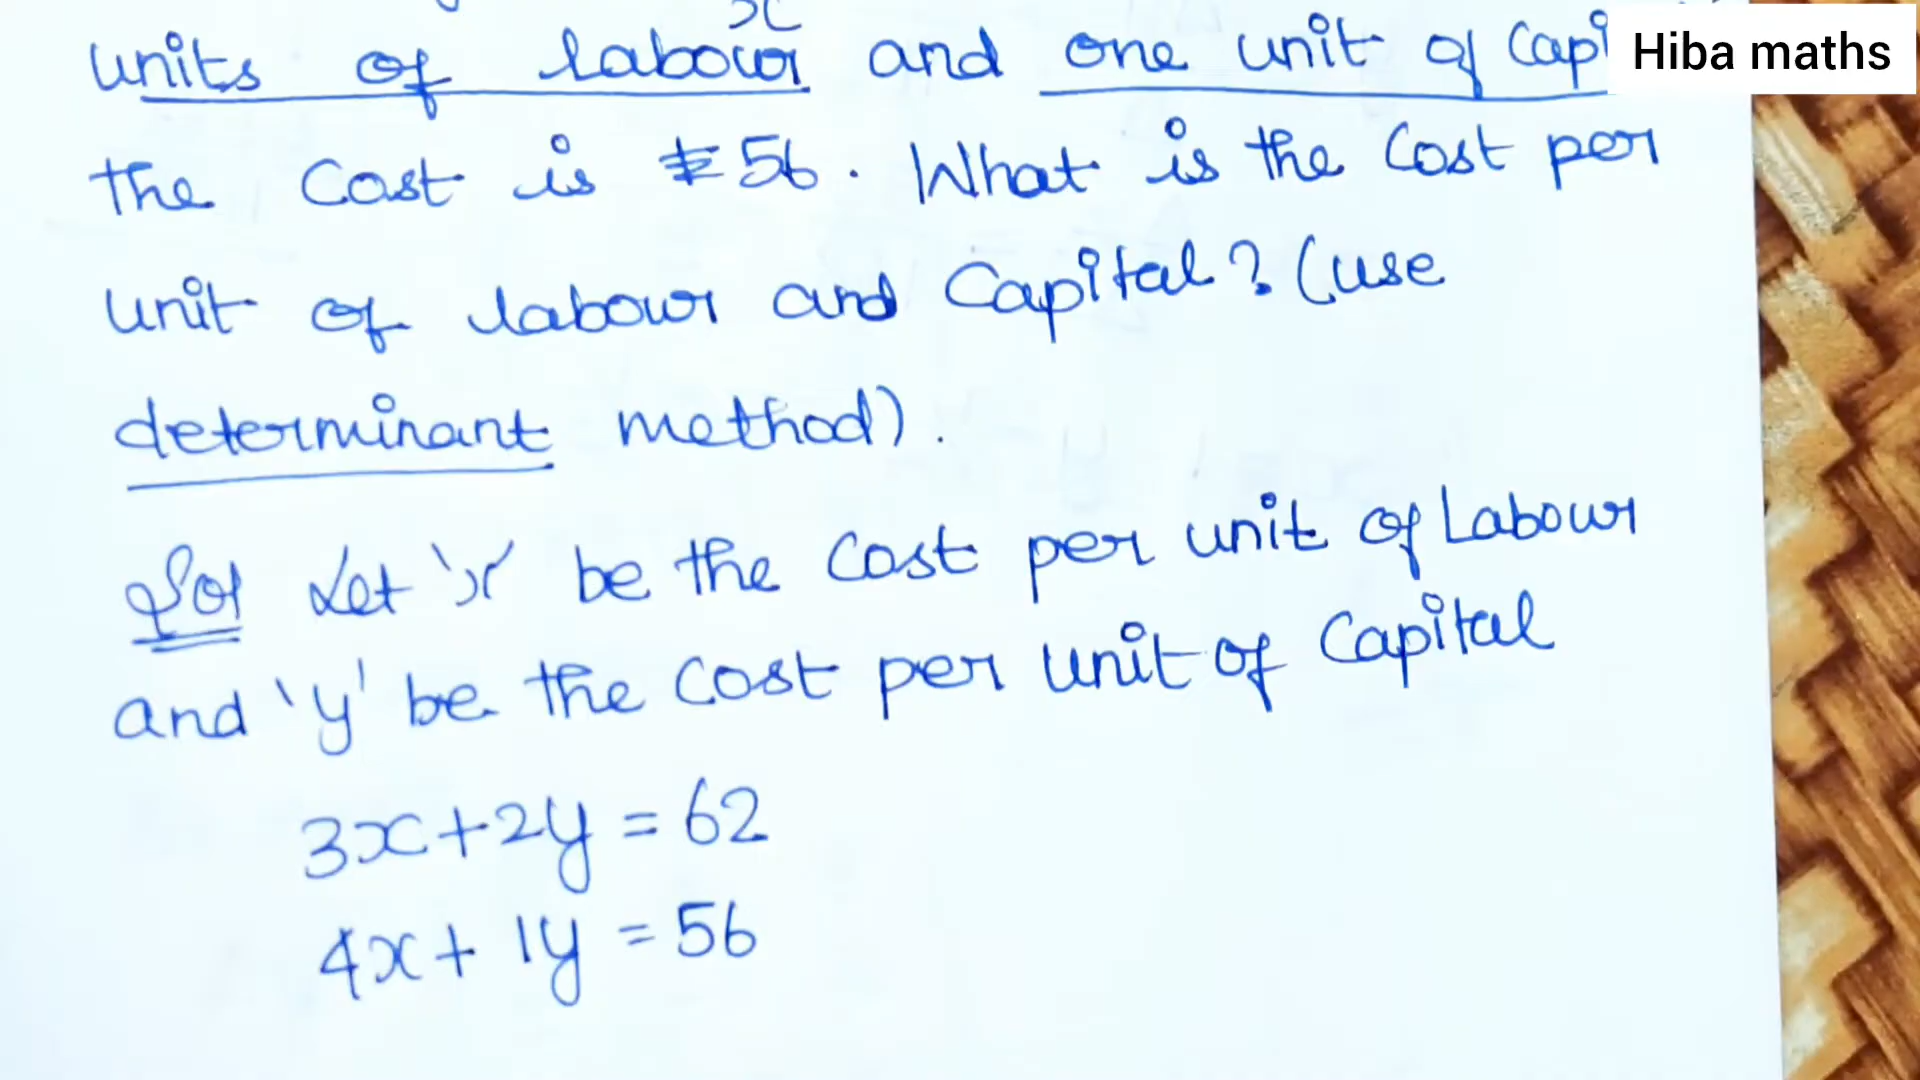 x
units of labour and one unit of Capi
Hiba maths
the Cost is ₹56. What is the Cost per
unit of labour and Capital? (use
determinant method).
Sol Let 'x' be the Cost per unit of Labour
and 'y' be the Cost per unit of Capital
3x+2y = 62
4x+ 1y = 56